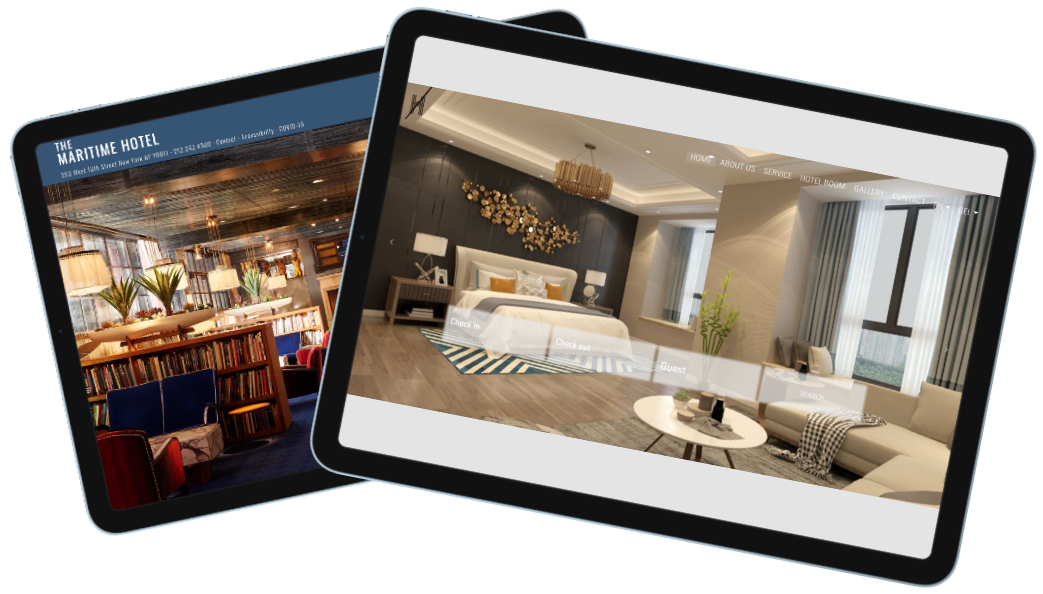 THE
MARITIME HOTEL
363 West 16th Street New York NY 10011 - 212 242 4300 - Contact - Accessibility - COVID-19
HOME
ABOUT US
SERVICE
HOTEL ROOM
GALLERY
CONTACT
Check in
Check out
Guest
SEARCH